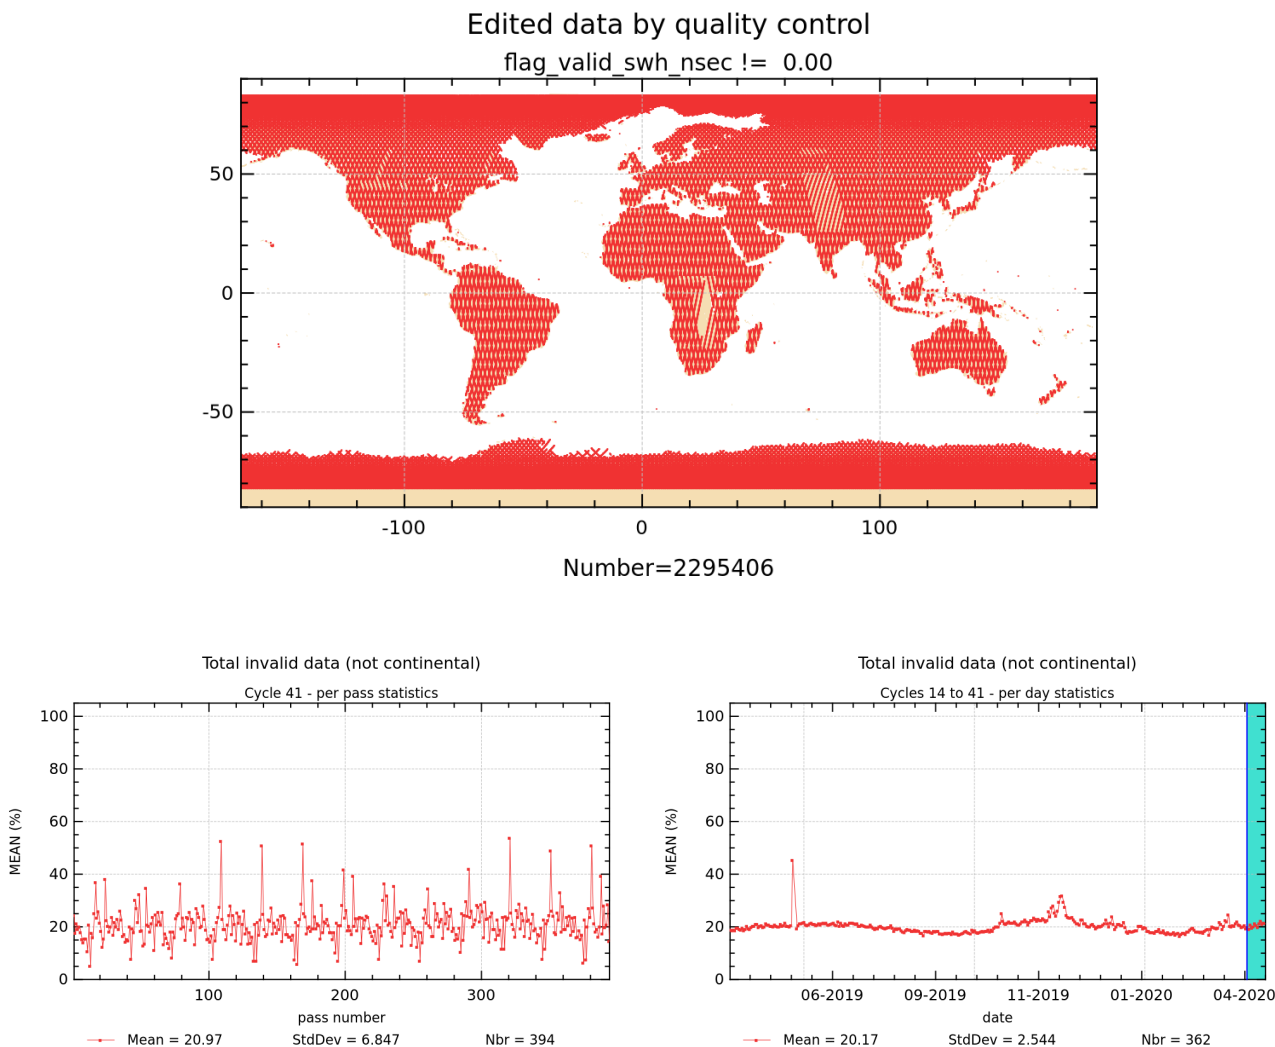 Edited data by quality control
flag_valid_swh_nsec !=  0.00
50
0
-50
-100 0 100
Number=2295406
Total invalid data (not continental)
Cycle 41 - per pass statistics
MEAN (%)
100
80
60
40
20
0
100 200 300
pass number
Mean = 20.97 StdDev = 6.847 Nbr = 394
Total invalid data (not continental)
Cycles 14 to 41 - per day statistics
MEAN (%)
100
80
60
40
20
0
06-2019 09-2019 11-2019 01-2020 04-2020
date
Mean = 20.17 StdDev = 2.544 Nbr = 362